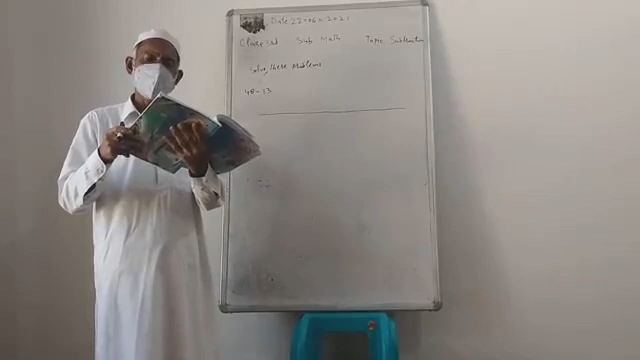 Date 22-06-2021
Class 3rd Sub Math Topic Subtraction
Solve these Problems
48-13